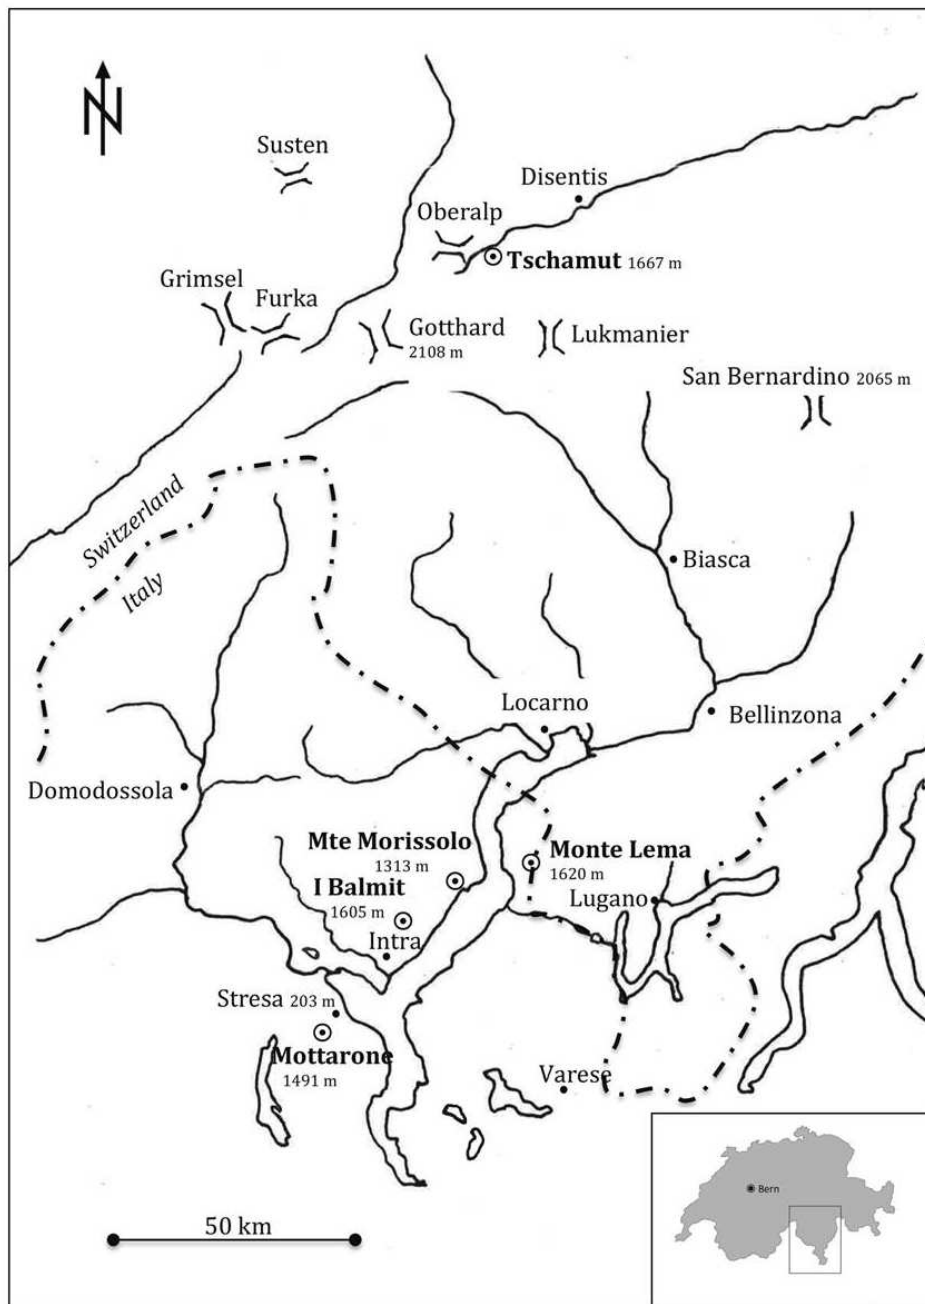 N
Susten
Disentis
Oberalp
Tschamut 1667 m
Grimsel
Furka
Gotthard
2108 m
Lukmanier
San Bernardino 2065 m
Switzerland
Italy
Biasca
Locarno
Bellinzona
Domodossola
Mte Morissolo
1313 m
Monte Lema
1620 m
I Balmit
1605 m
Lugano
Intra
Stresa 203 m
Mottarone
1491 m
Varese
50 km
Bern